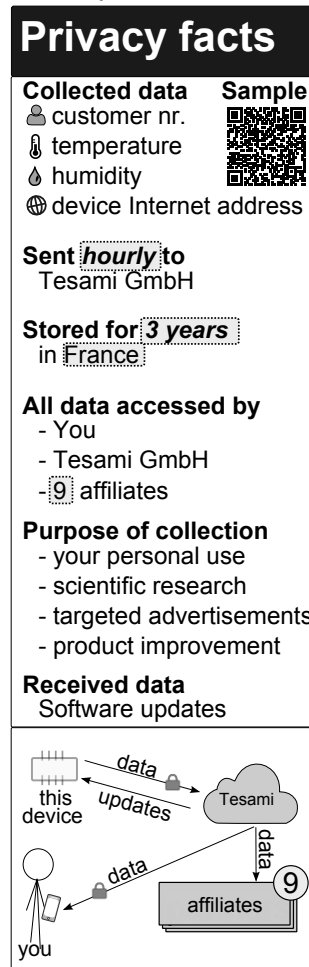 Privacy facts
Collected data Sample
customer nr.
temperature
humidity
device Internet address
Sent hourly to
Tesami GmbH
Stored for 3 years
in France
All data accessed by
- You
- Tesami GmbH
- 9 affiliates
Purpose of collection
- your personal use
- scientific research
- targeted advertisements
- product improvement
Received data
Software updates
data
updates
this
device
Tesami
data
data
9
affiliates
you